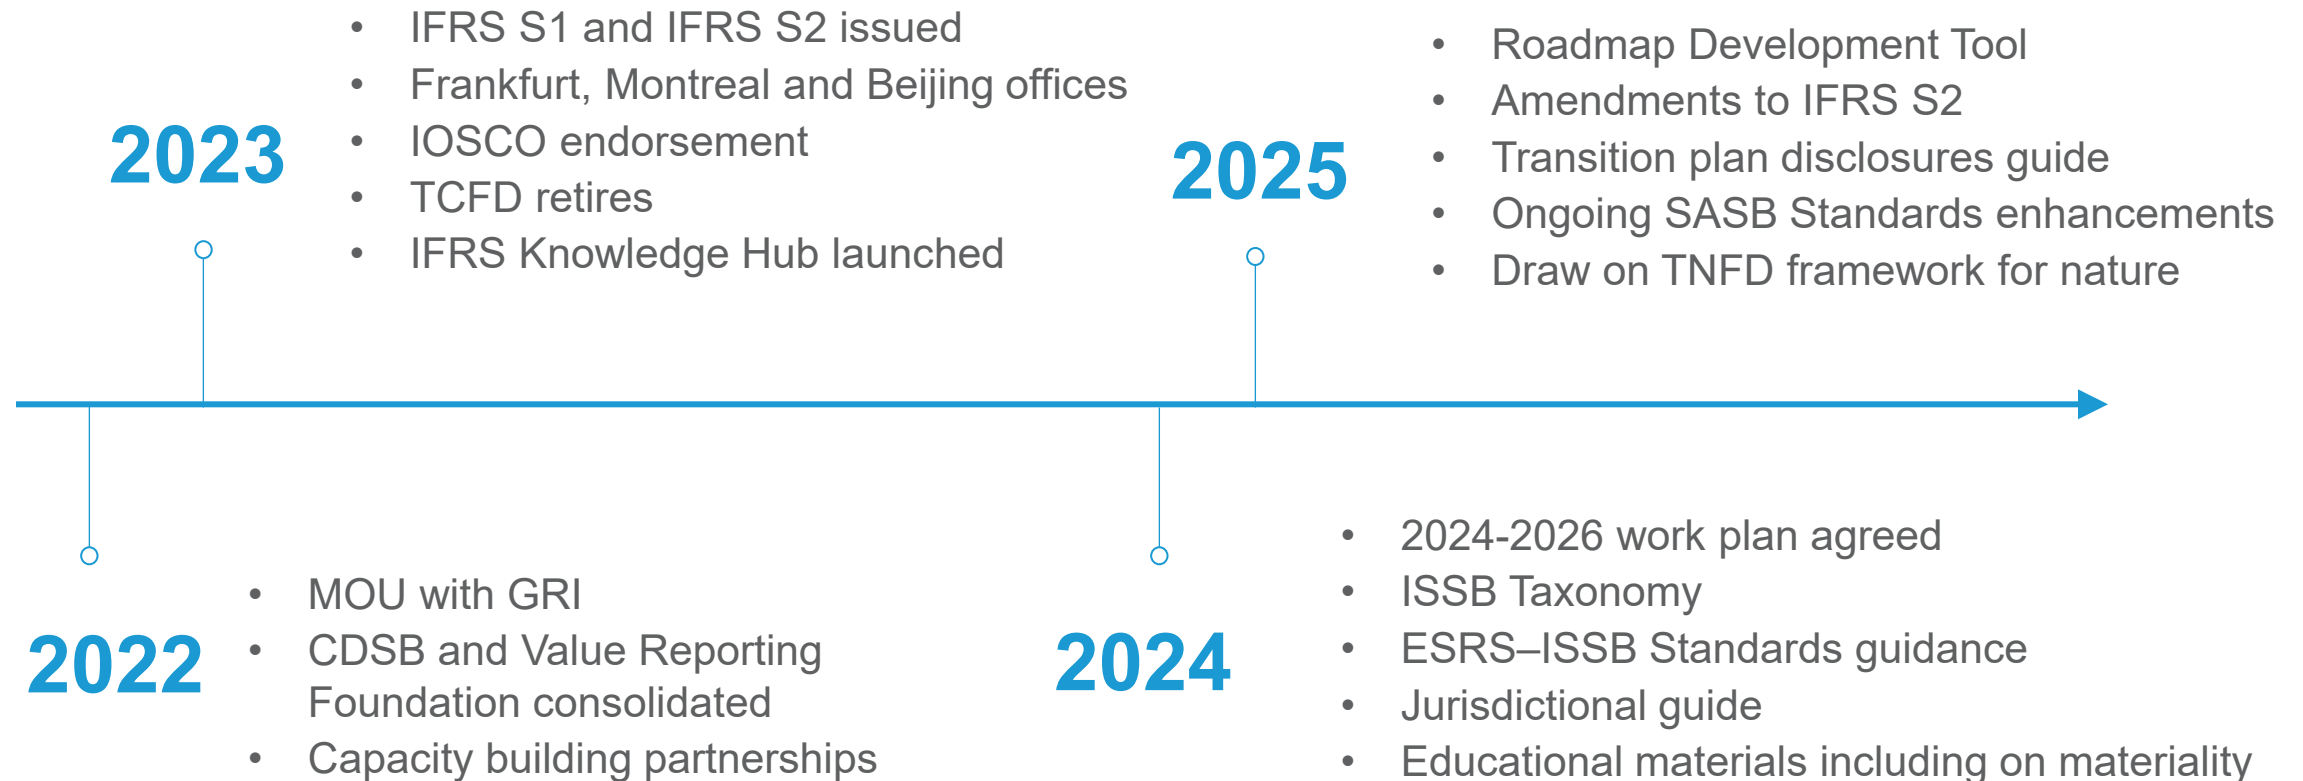 2023
• IFRS S1 and IFRS S2 issued
• Frankfurt, Montreal and Beijing offices
• IOSCO endorsement
• TCFD retires
• IFRS Knowledge Hub launched
2025
• Roadmap Development Tool
• Amendments to IFRS S2
• Transition plan disclosures guide
• Ongoing SASB Standards enhancements
• Draw on TNFD framework for nature
2022
• MOU with GRI
• CDSB and Value Reporting
Foundation consolidated
• Capacity building partnerships
2024
• 2024-2026 work plan agreed
• ISSB Taxonomy
• ESRS–ISSB Standards guidance
• Jurisdictional guide
• Educational materials including on materiality